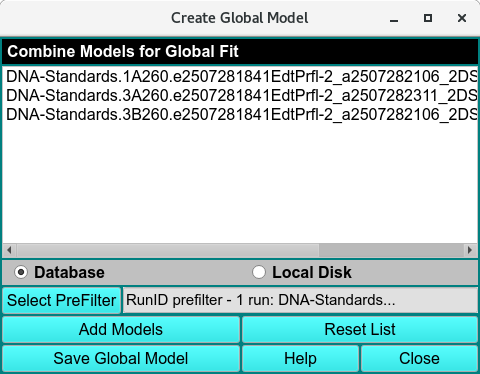 Create Global Model
Combine Models for Global Fit
DNA-Standards.1A260.e2507281841EdtPrfl-2_a2507282106_2DS
DNA-Standards.3A260.e2507281841EdtPrfl-2_a2507282311_2DS
DNA-Standards.3B260.e2507281841EdtPrfl-2_a2507282106_2DS
Database Local Disk
Select PreFilter RunID prefilter - 1 run: DNA-Standards...
Add Models Reset List
Save Global Model Help Close